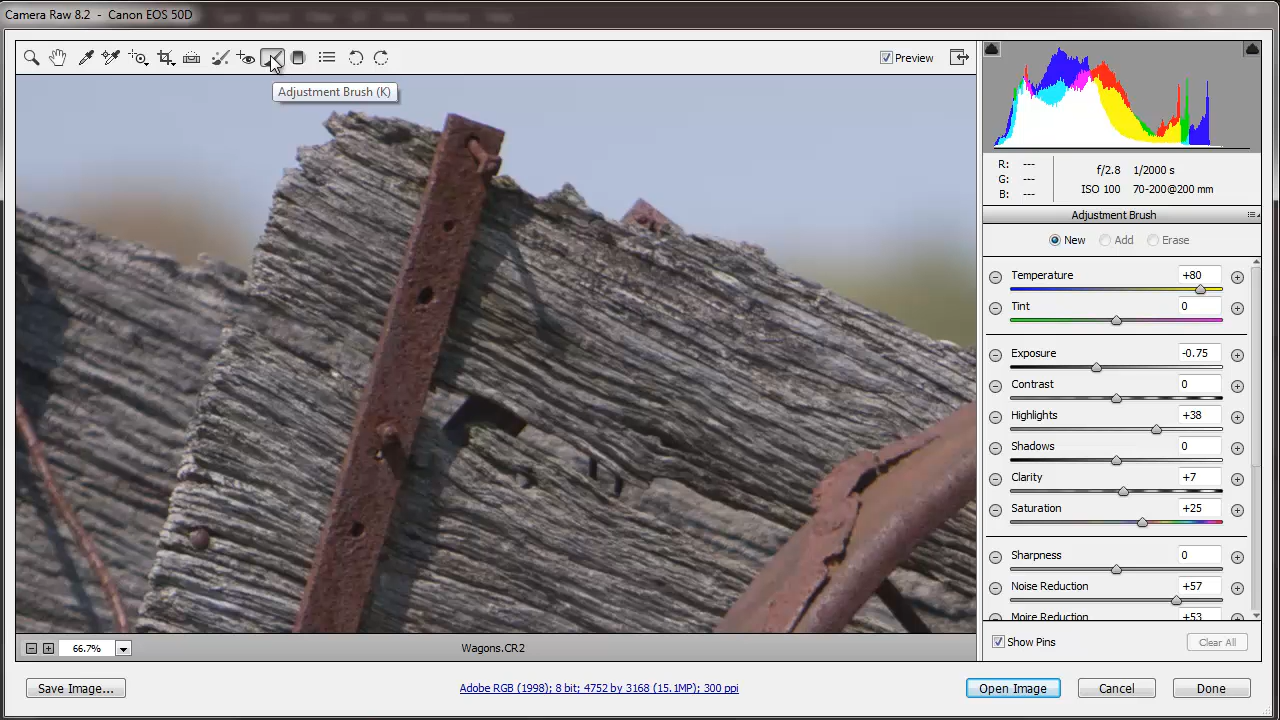 Camera Raw 8.2 - Canon EOS 50D
Preview
Adjustment Brush (K)
R: ---
G: ---
B: ---
f/2.8 1/2000 s
ISO 100 70-200@200 mm
Adjustment Brush
New Add Erase
Temperature +80
Tint 0
Exposure -0.75
Contrast 0
Highlights +38
Shadows 0
Clarity +7
Saturation +25
Sharpness 0
Noise Reduction +57
Moire Reduction +53
Show Pins Clear All
66.7% Wagons.CR2
Save Image... Adobe RGB (1998); 8 bit; 4752 by 3168 (15.1MP); 300 ppi Open Image Cancel Done